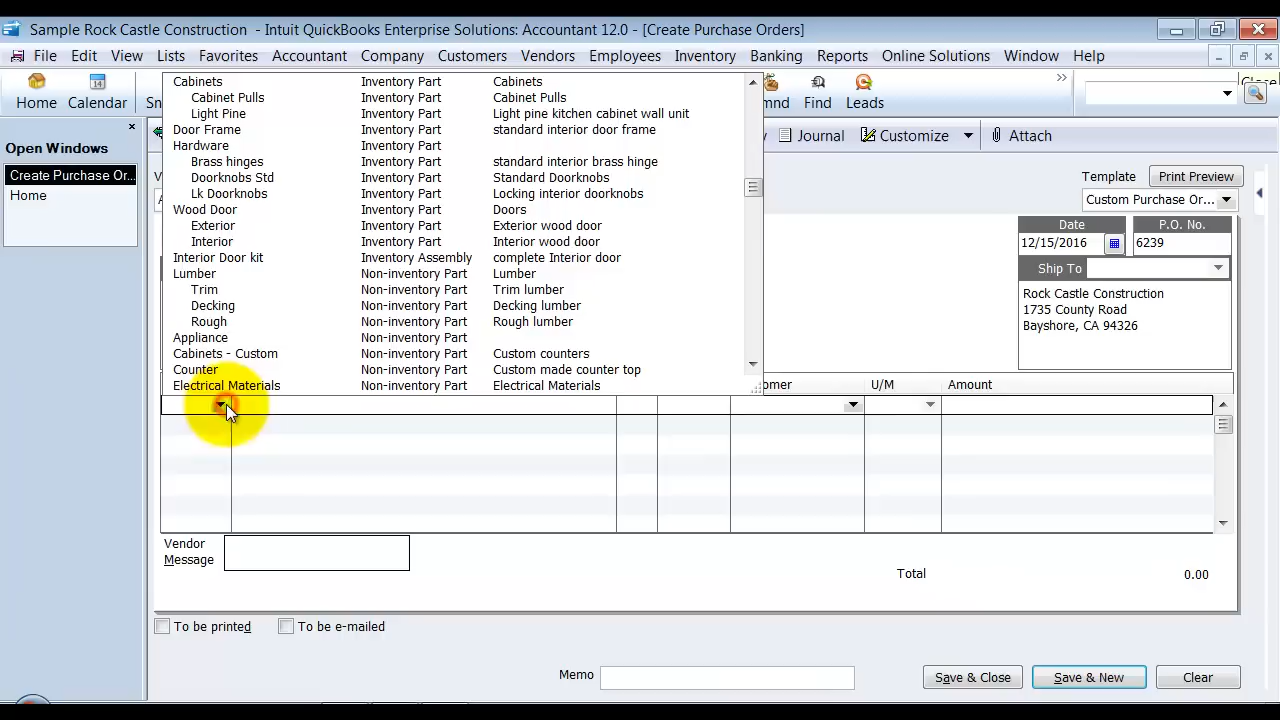 Sample Rock Castle Construction - Intuit QuickBooks Enterprise Solutions: Accountant 12.0 - [Create Purchase Orders]
File Edit View Lists Favorites Accountant Company Customers Vendors Employees Inventory Banking Reports Online Solutions Window Help
Home Calendar Sn nd Find Leads Close
Open Windows
Create Purchase Or...
Home
Journal Customize Attach
Template Print Preview
Custom Purchase Or...
Date P.O. No.
12/15/2016 6239
Ship To
Rock Castle Construction
1735 County Road
Bayshore, CA 94326
Cabinets Inventory Part Cabinets
Cabinet Pulls Inventory Part Cabinet Pulls
Light Pine Inventory Part Light pine kitchen cabinet wall unit
Door Frame Inventory Part standard interior door frame
Hardware Inventory Part
Brass hinges Inventory Part standard interior brass hinge
Doorknobs Std Inventory Part Standard Doorknobs
Lk Doorknobs Inventory Part Locking interior doorknobs
Wood Door Inventory Part Doors
Exterior Inventory Part Exterior wood door
Interior Inventory Part Interior wood door
Interior Door kit Inventory Assembly complete Interior door
Lumber Non-inventory Part Lumber
Trim Non-inventory Part Trim lumber
Decking Non-inventory Part Decking lumber
Rough Non-inventory Part Rough lumber
Appliance Non-inventory Part
Cabinets - Custom Non-inventory Part Custom counters
Counter Non-inventory Part Custom made counter top
Electrical Materials Non-inventory Part Electrical Materials
omer U/M Amount
Vendor
Message
Total 0.00
To be printed To be e-mailed
Memo Save & Close Save & New Clear